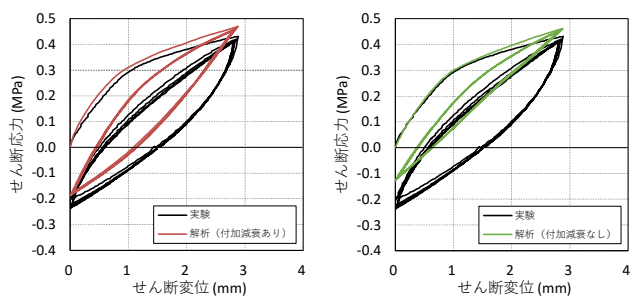 0.5
0.4
0.3
0.2
0.1
0.0
-0.1
-0.2
-0.3
-0.4
0 1 2 3 4
せん断応力 (MPa)
せん断変位 (mm)
実験
解析（付加減衰あり）
0.5
0.4
0.3
0.2
0.1
0.0
-0.1
-0.2
-0.3
-0.4
0 1 2 3 4
せん断応力 (MPa)
せん断変位 (mm)
実験
解析（付加減衰なし）